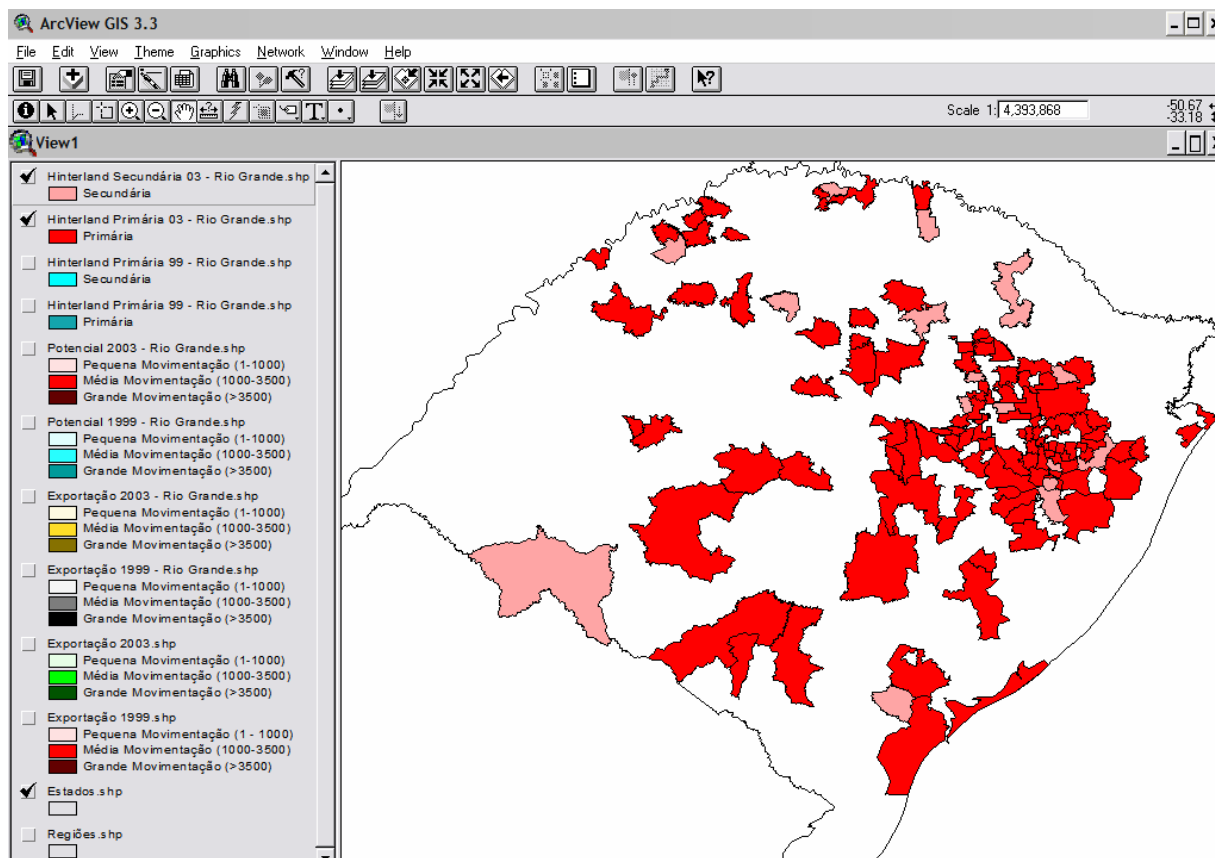 ArcView GIS 3.3
File Edit View Theme Graphics Network Window Help
Scale 1: 4,393,868
-50.67
-33.18
View1
Hinterland Secundária 03 - Rio Grande.shp
Secundária
Hinterland Primária 03 - Rio Grande.shp
Primária
Hinterland Primária 99 - Rio Grande.shp
Secundária
Hinterland Primária 99 - Rio Grande.shp
Primária
Potencial 2003 - Rio Grande.shp
Pequena Movimentação (1-1000)
Média Movimentação (1000-3500)
Grande Movimentação (>3500)
Potencial 1999 - Rio Grande.shp
Pequena Movimentação (1-1000)
Média Movimentação (1000-3500)
Grande Movimentação (>3500)
Exportação 2003 - Rio Grande.shp
Pequena Movimentação (1-1000)
Média Movimentação (1000-3500)
Grande Movimentação (>3500)
Exportação 1999 - Rio Grande.shp
Pequena Movimentação (1-1000)
Média Movimentação (1000-3500)
Grande Movimentação (>3500)
Exportação 2003.shp
Pequena Movimentação (1-1000)
Média Movimentação (1000-3500)
Grande Movimentação (>3500)
Exportação 1999.shp
Pequena Movimentação (1 - 1000)
Média Movimentação (1000-3500)
Grande Movimentação (>3500)
Estados.shp
Regiões.shp